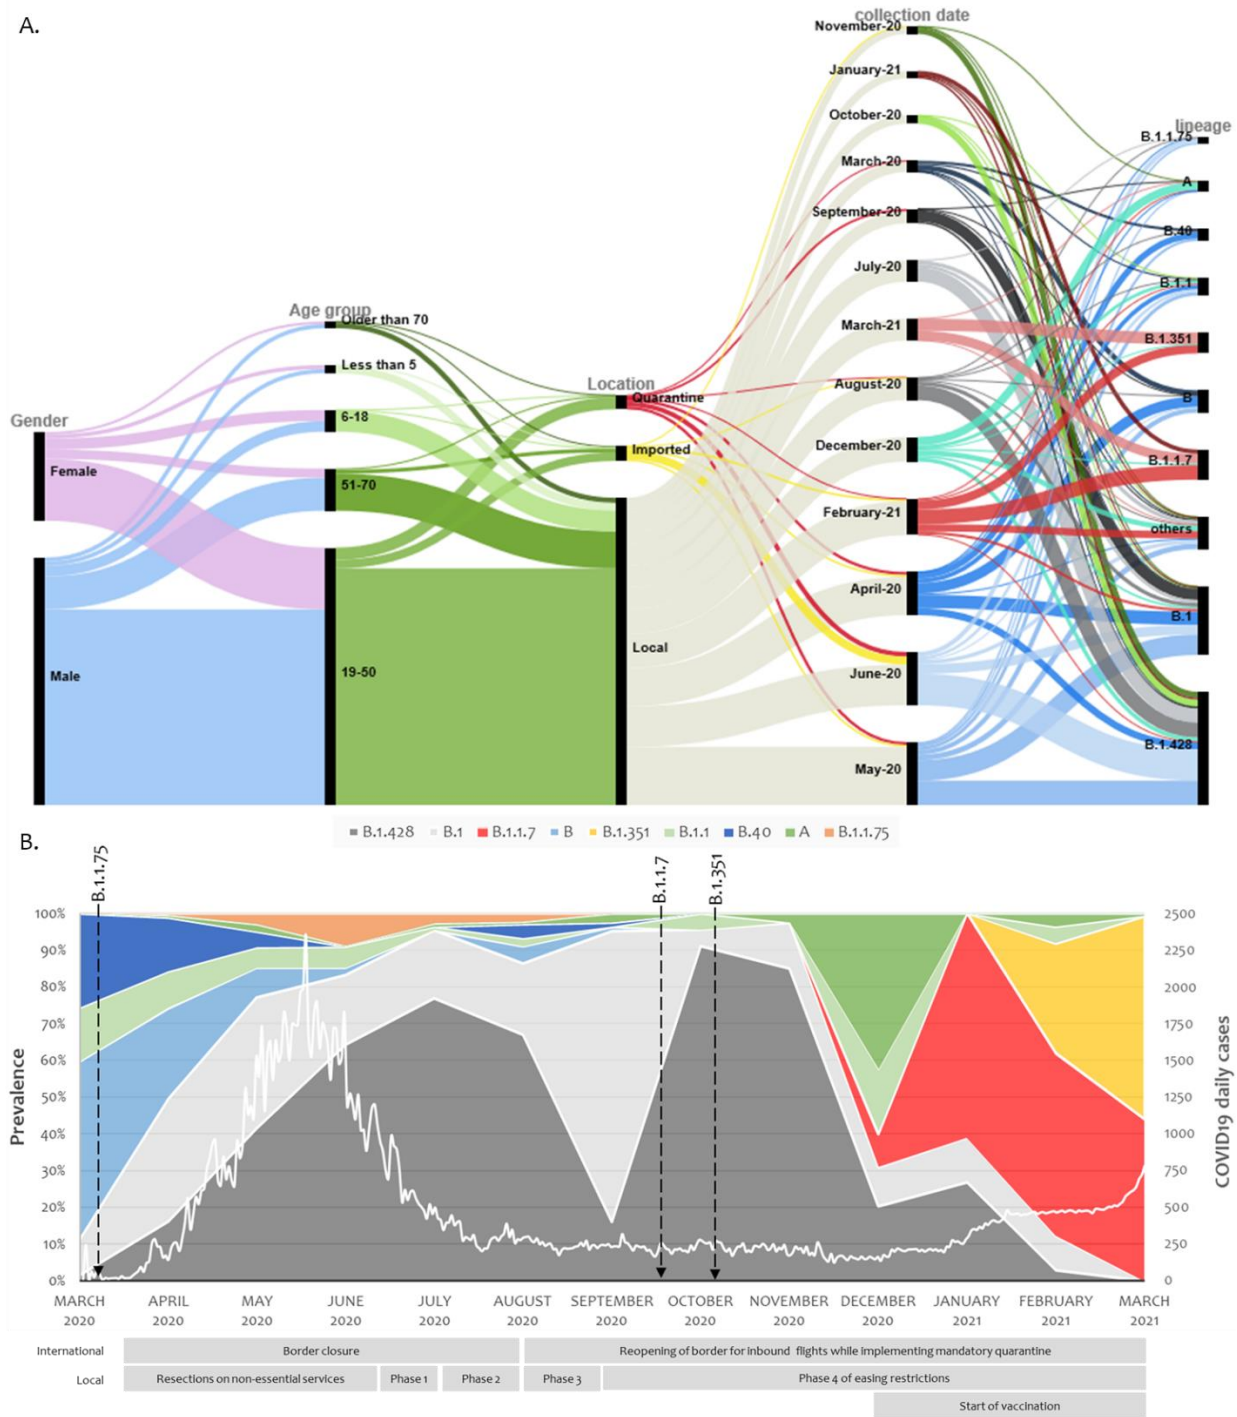 A.
Gender
Female
Male
Age group
Older than 70
Less than 5
6-18
51-70
19-50
Location
Quarantine
Imported
Local
collection date
November-20
January-21
October-20
March-20
September-20
July-20
March-21
August-20
December-20
February-21
April-20
June-20
May-20
lineage
B.1.1.75
A
B.40
B.1.1
B.1.351
B
B.1.1.7
others
B.1
B.1.428
B.1.428 B.1 B.1.1.7 B B.1.351 B.1.1 B.40 A B.1.1.75
B.
B.1.1.75
B.1.1.7
B.1.351
Prevalence
100%
90%
80%
70%
60%
50%
40%
30%
20%
10%
0%
2500
2250
2000
1750
1500
1250
1000
750
500
250
0
COVID19 daily cases
MARCH 2020
APRIL 2020
MAY 2020
JUNE 2020
JULY 2020
AUGUST 2020
SEPTEMBER 2020
OCTOBER 2020
NOVEMBER 2020
DECEMBER 2020
JANUARY 2021
FEBRUARY 2021
MARCH 2021
International
Border closure
Reopening of border for inbound flights while implementing mandatory quarantine
Local
Resections on non-essential services
Phase 1
Phase 2
Phase 3
Phase 4 of easing restrictions
Start of vaccination